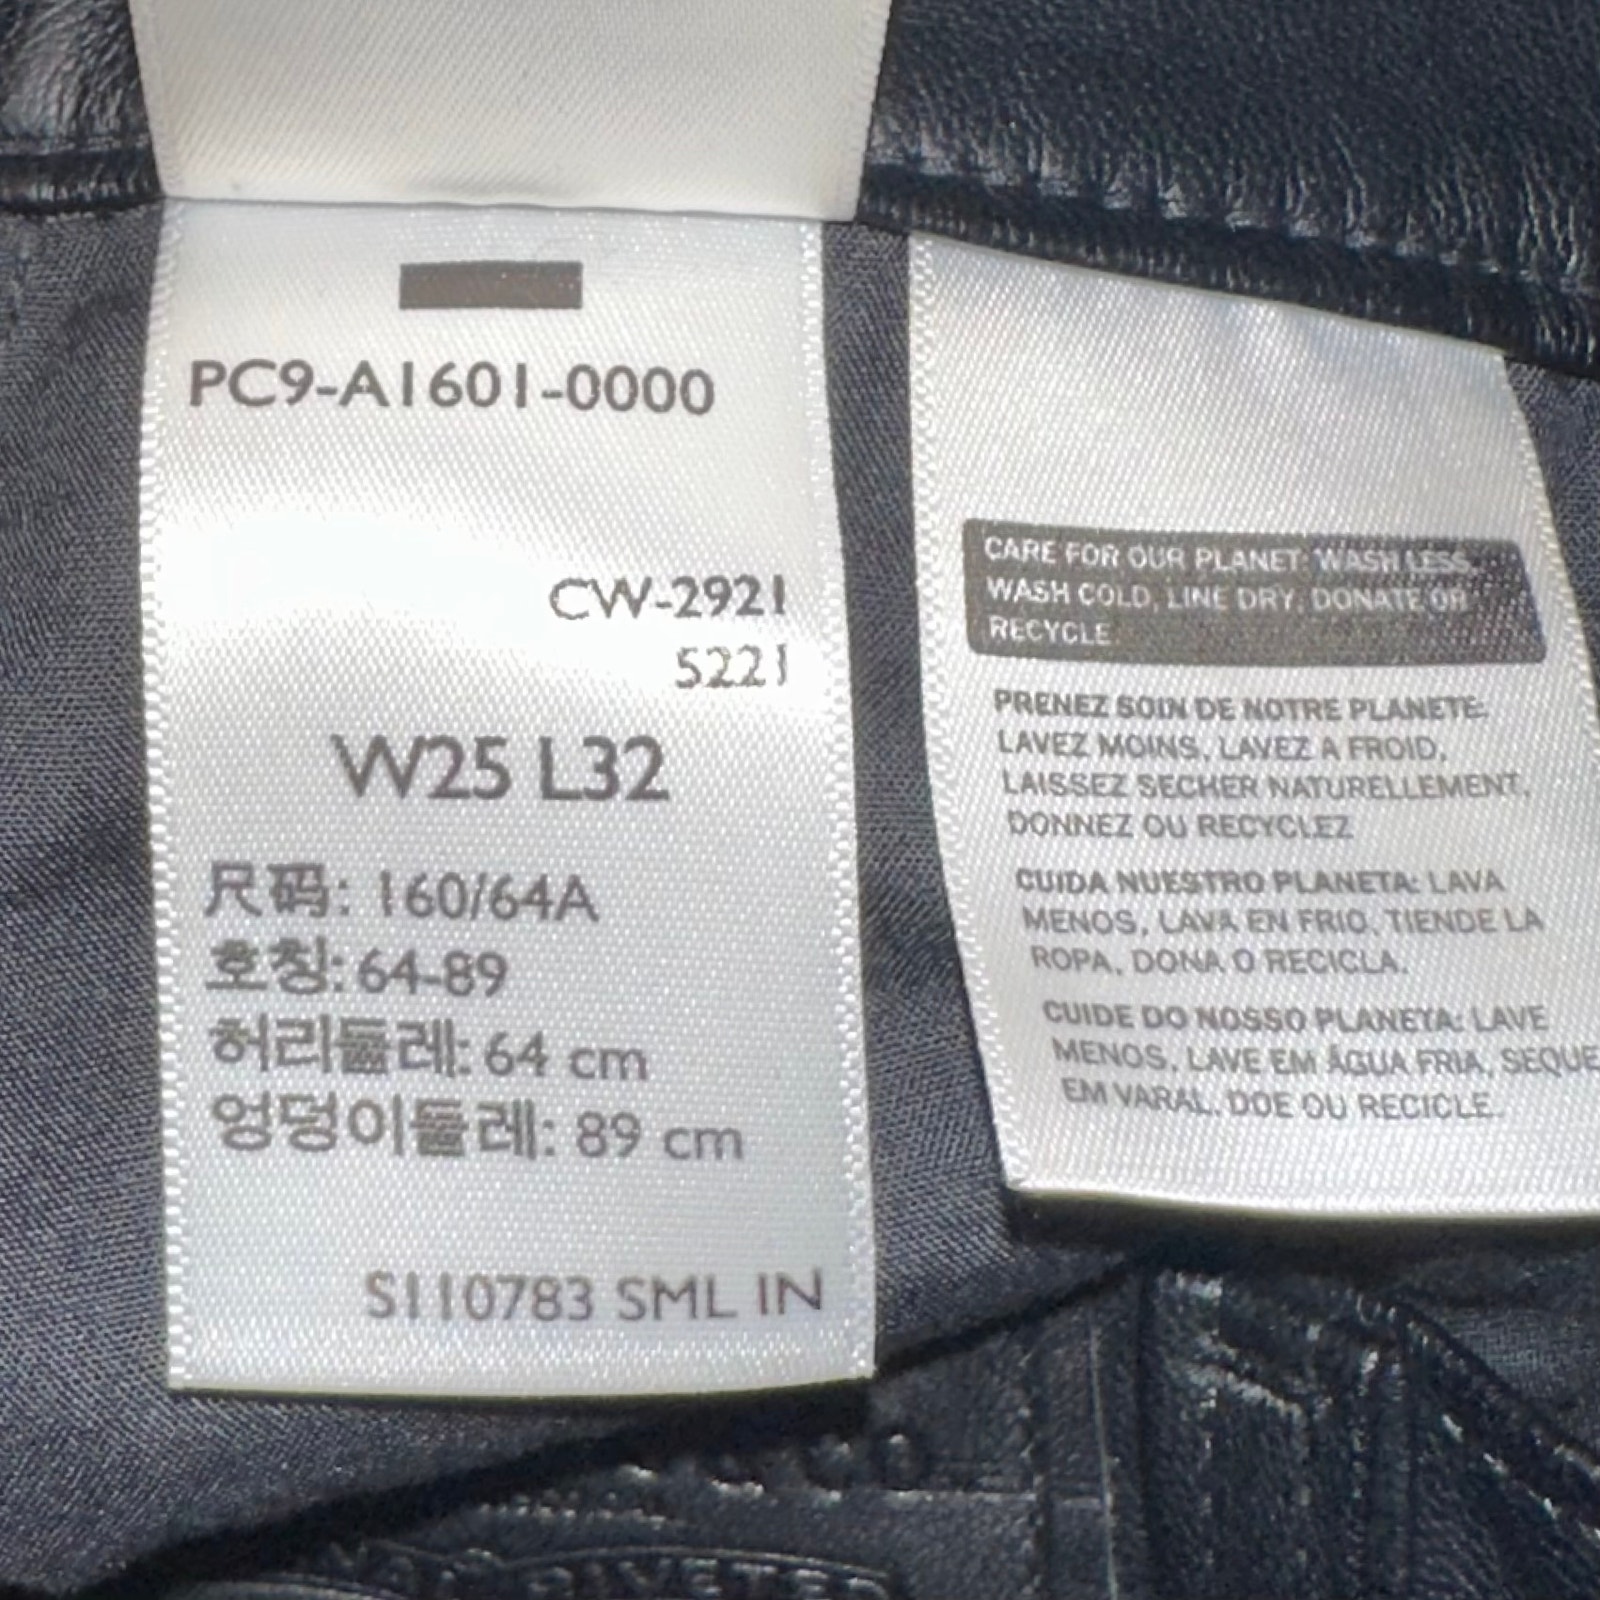 PC9-A1601-0000
CW-2921
5221
W25 L32
尺码: 160/64A
호칭: 64-89
허리둘레: 64 cm
엉덩이둘레: 89 cm
S110783 SML IN
CARE FOR OUR PLANET: WASH LESS,
WASH COLD, LINE DRY, DONATE OR
RECYCLE
PRENEZ SOIN DE NOTRE PLANETE:
LAVEZ MOINS, LAVEZ A FROID,
LAISSEZ SECHER NATURELLEMENT,
DONNEZ OU RECYCLEZ
CUIDA NUESTRO PLANETA: LAVA
MENOS, LAVA EN FRIO, TIENDE LA
ROPA, DONA O RECICLA.
CUIDE DO NOSSO PLANETA: LAVE
MENOS, LAVE EM ÁGUA FRIA, SEQUE
EM VARAL, DOE OU RECICLE.